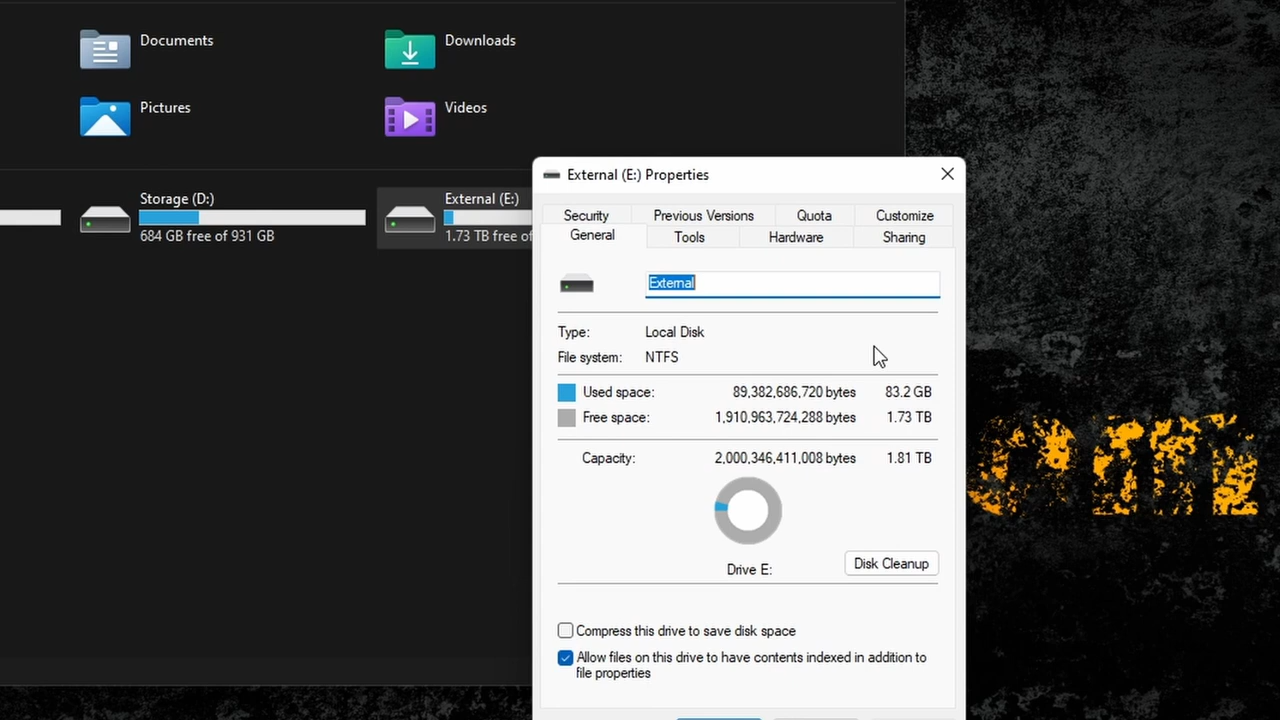 Documents
Downloads
Pictures
Videos
Storage (D:)
684 GB free of 931 GB
External (E:)
1.73 TB free of
External (E:) Properties
Security
Previous Versions
Quota
Customize
General
Tools
Hardware
Sharing
External
Type: Local Disk
File system: NTFS
Used space: 89,382,686,720 bytes 83.2 GB
Free space: 1,910,963,724,288 bytes 1.73 TB
Capacity: 2,000,346,411,008 bytes 1.81 TB
Drive E:
Disk Cleanup
Compress this drive to save disk space
Allow files on this drive to have contents indexed in addition to
file properties